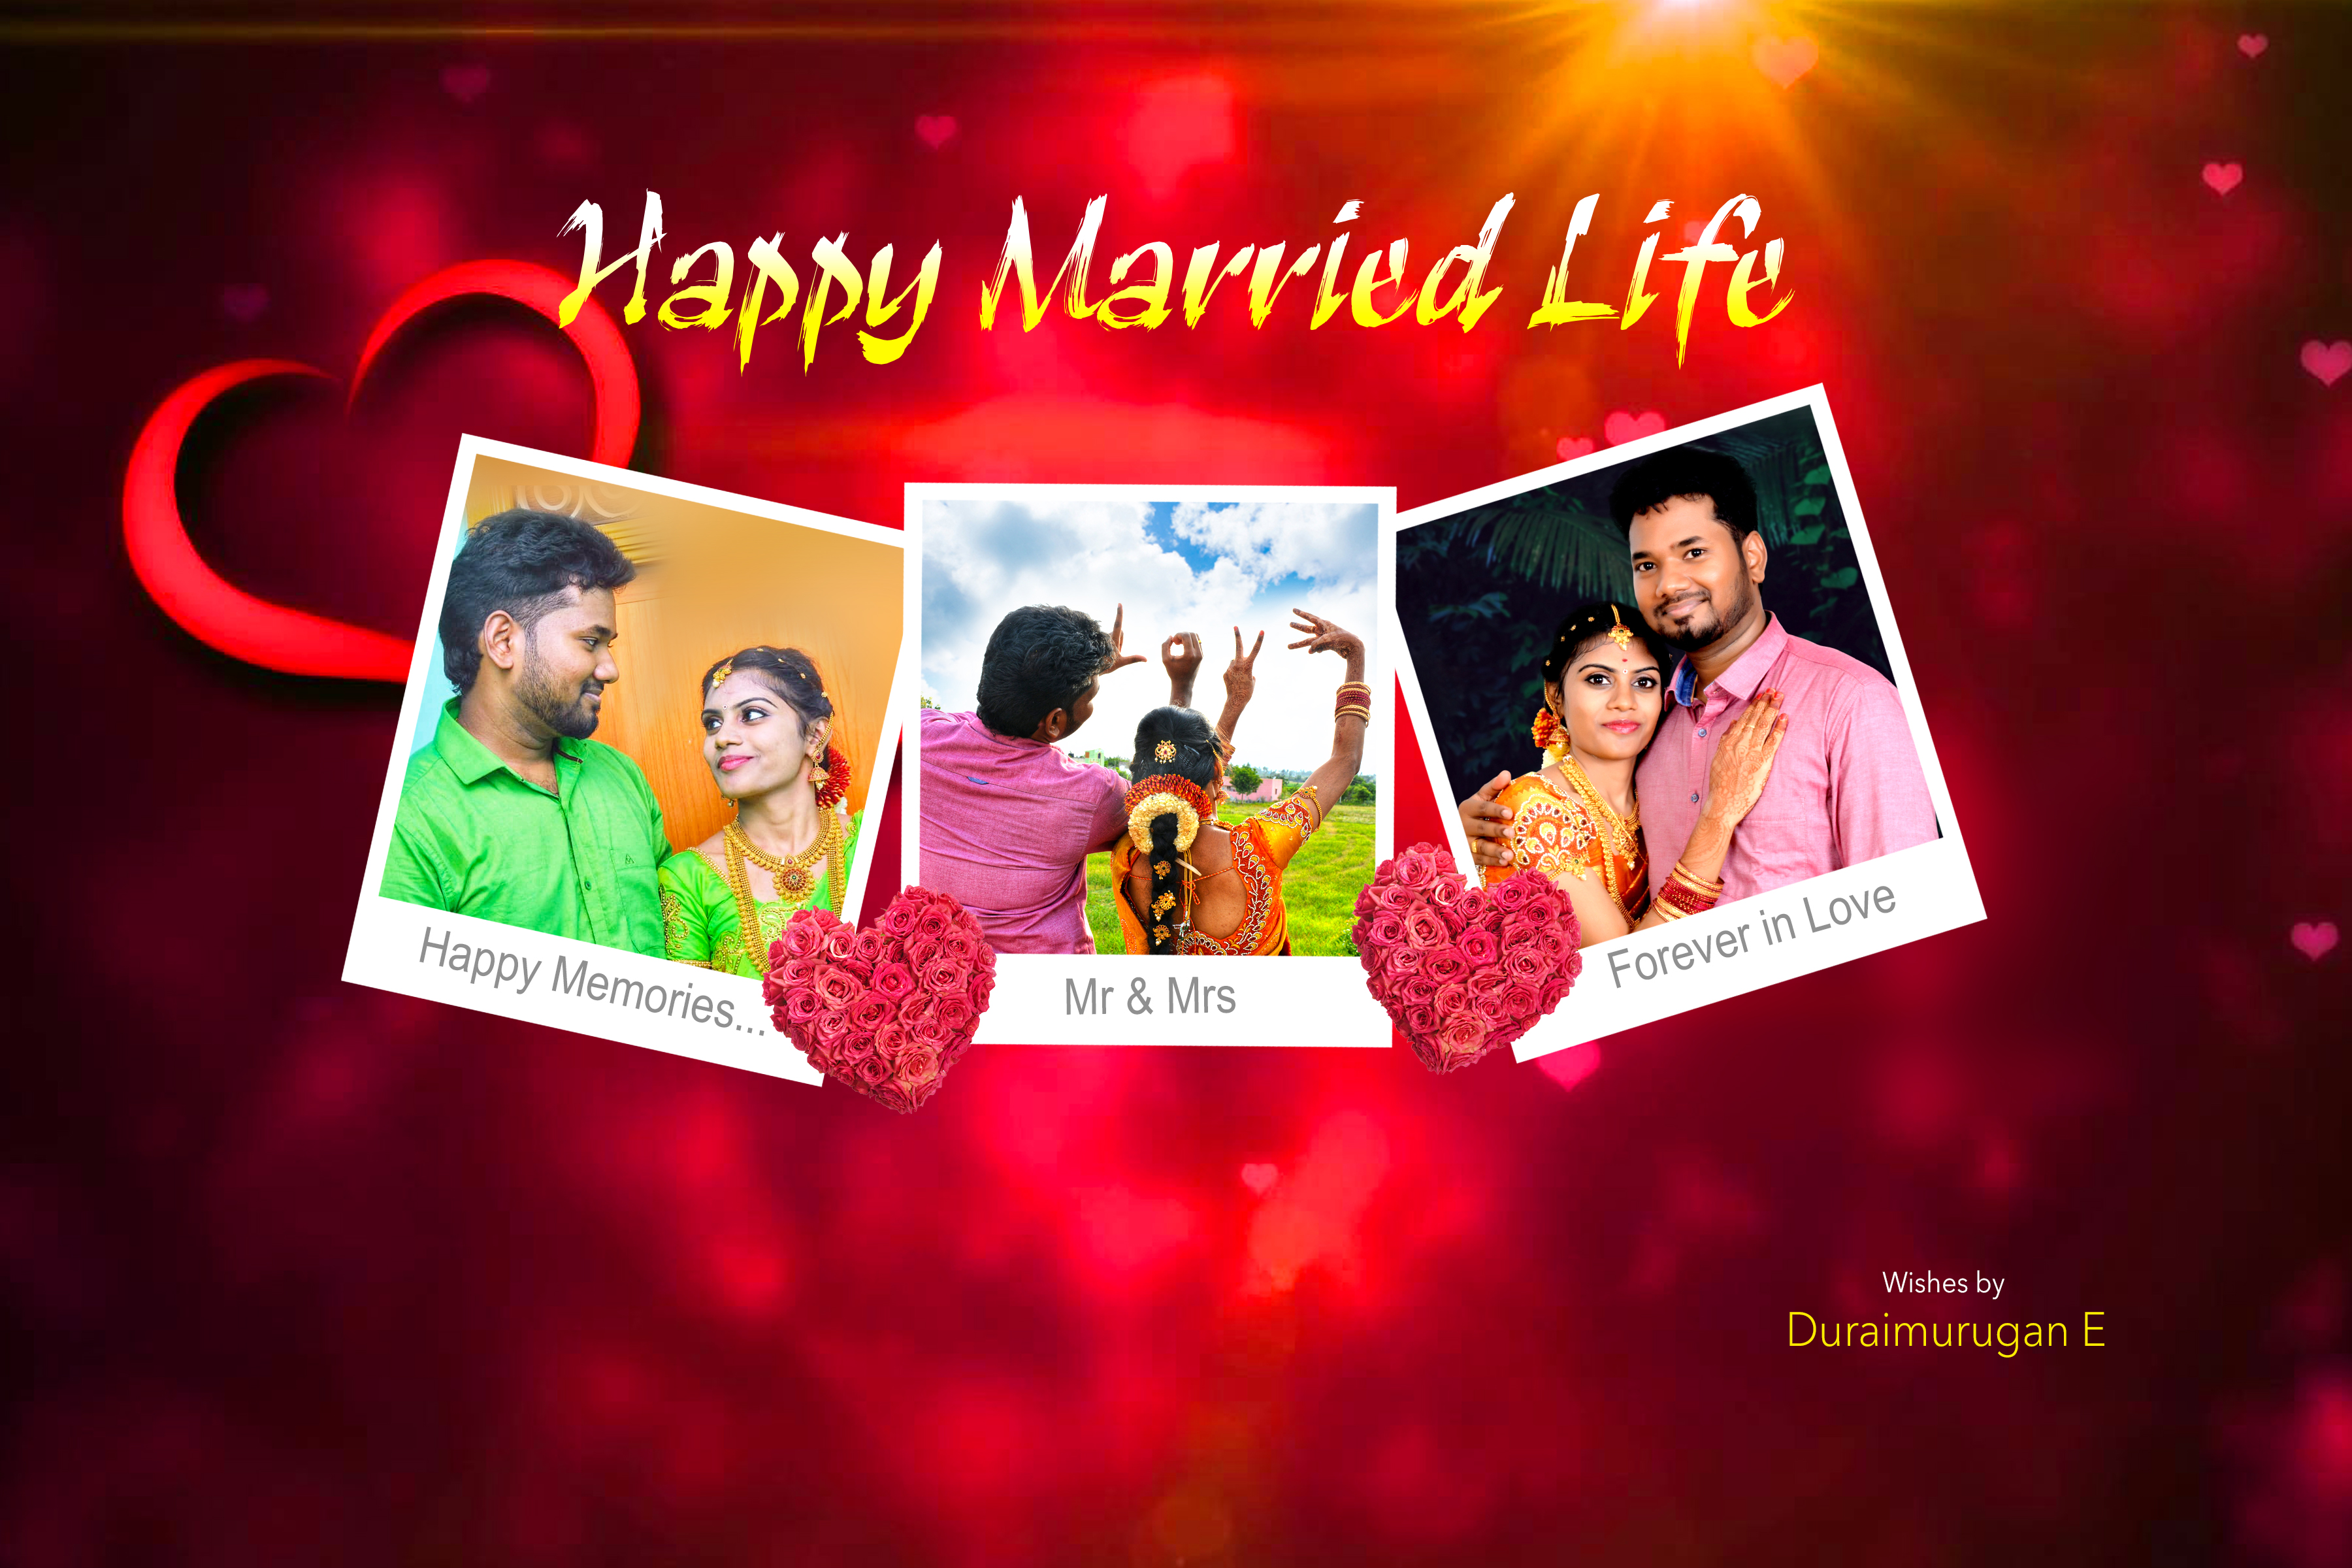 Happy Married Life
Happy Memories...
Mr & Mrs
Forever in Love
Wishes by
Duraimurugan E